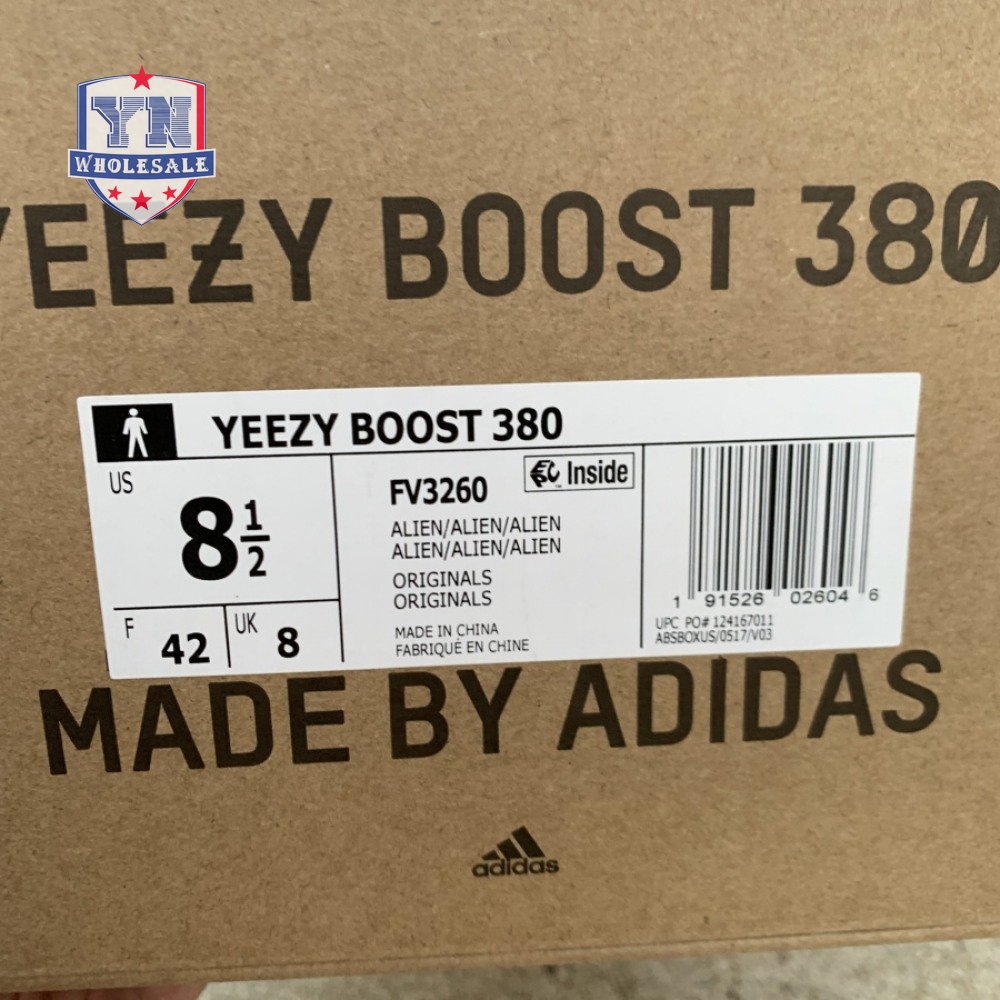 YN
WHOLESALE
YEEZY BOOST 380
YEEZY BOOST 380
US
8 1/2
F 42
UK 8
FV3260
Inside
ALIEN/ALIEN/ALIEN
ALIEN/ALIEN/ALIEN
ORIGINALS
ORIGINALS
MADE IN CHINA
FABRIQUÉ EN CHINE
1 91526 02604 6
UPC PO# 124167011
ABSBOXUS/0517/V03
MADE BY ADIDAS
adidas